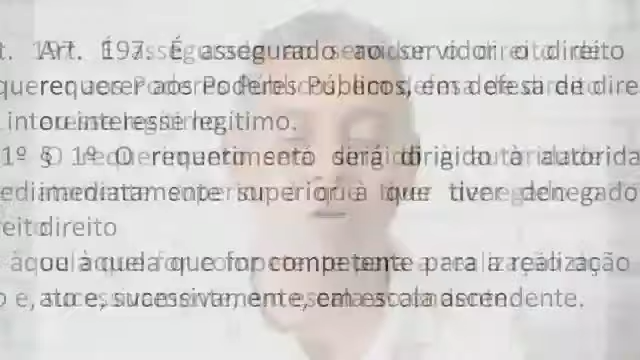 Art. 197. É assegurado ao servidor o direito
requerer aos Poderes Públicos, em defesa de dire
ou interesse legítimo.
§ 1º O requerimento será dirigido à autorida
imediatamente superior à que tiver denegado
direito
ou àquela que for competente para a realização
ato e, sucessivamente, em escala ascendente.